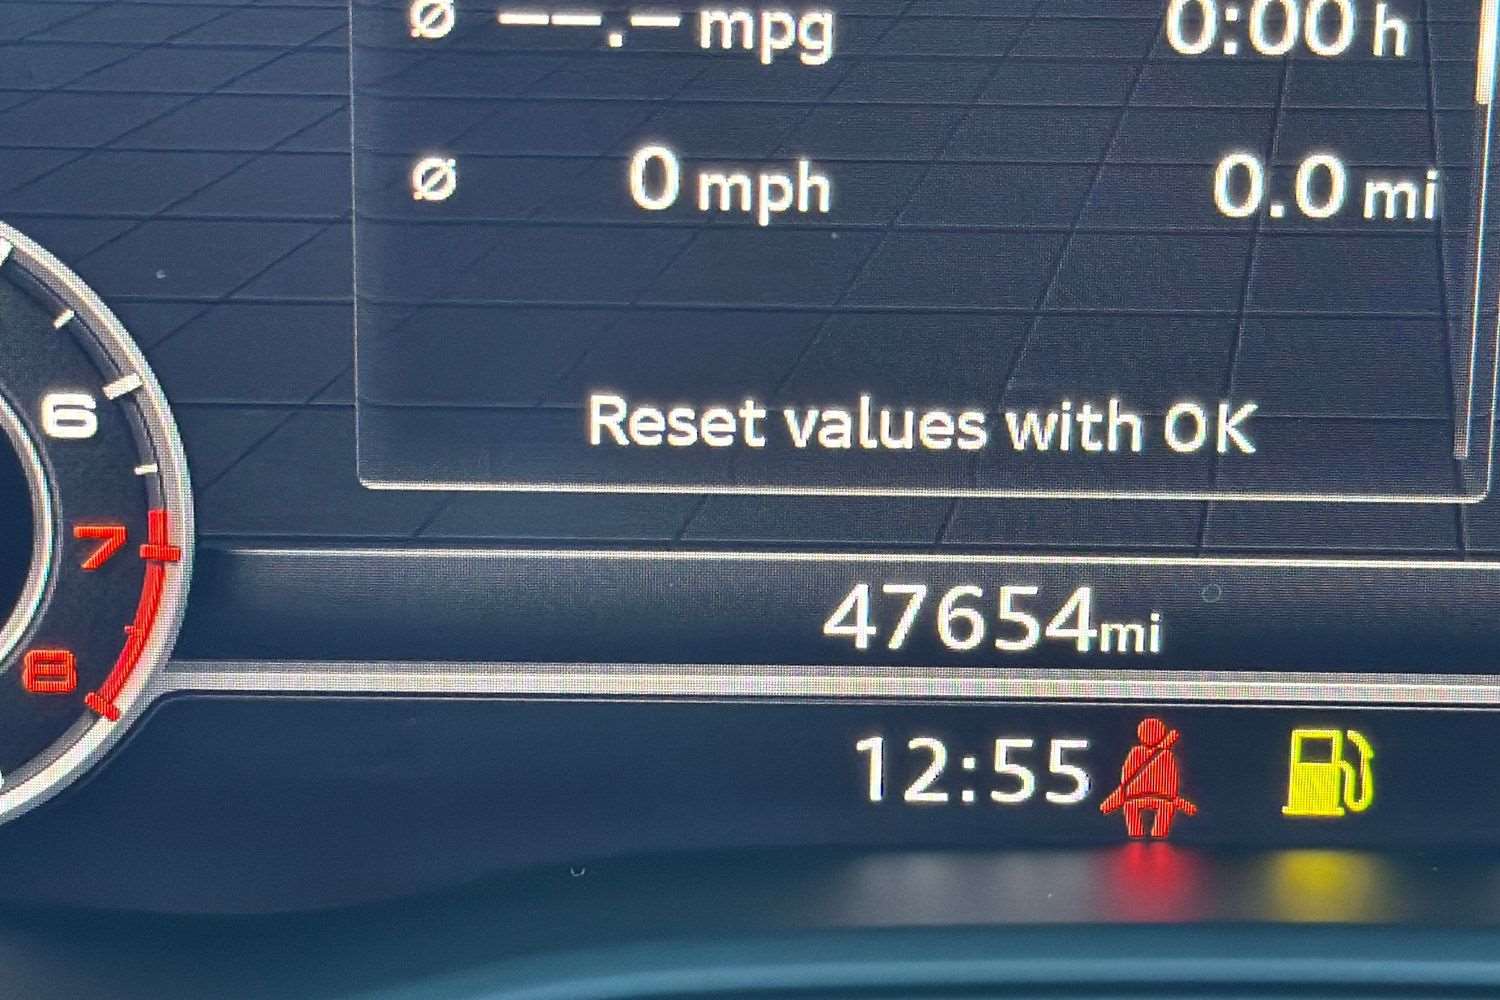 Ø --.- mpg 0:00 h
Ø 0 mph 0.0 mi
Reset values with OK
6
7
8
47654mi
12:55